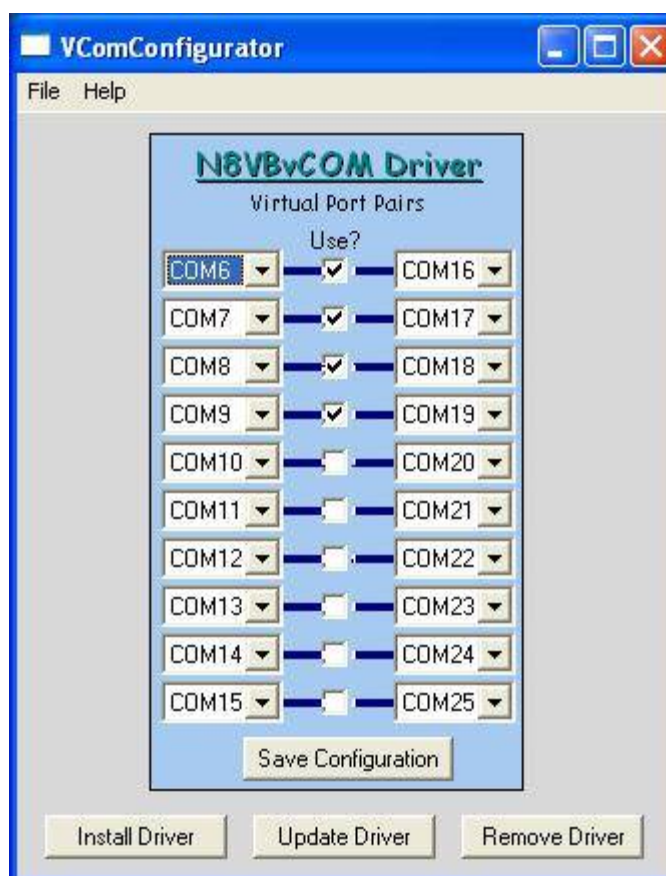 VComConfigurator
File Help
N8VBvCOM Driver
Virtual Port Pairs
Use?
COM6 COM16
COM7 COM17
COM8 COM18
COM9 COM19
COM10 COM20
COM11 COM21
COM12 COM22
COM13 COM23
COM14 COM24
COM15 COM25
Save Configuration
Install Driver Update Driver Remove Driver